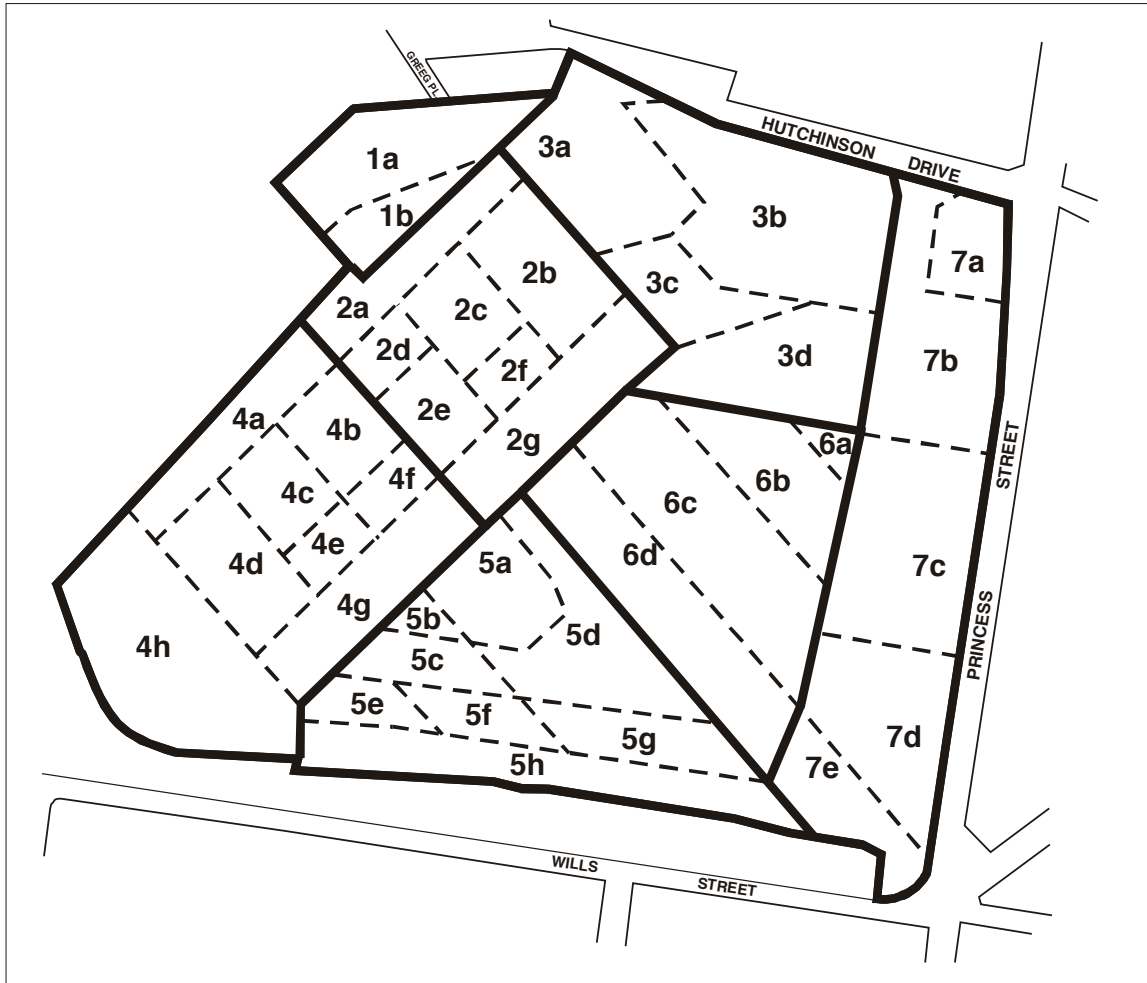 GREEG PL
HUTCHINSON DRIVE
1a
3a
1b
3b
7a
2b
3c
2a
2c
2d
3d
7b
2f
2e
4a
4b
2g
6a
STREET
4f
6b
4c
6c
4e
6d
4d
5a
7c
4g
5b
5d
PRINCESS
4h
5c
5e
5f
5g
7d
5h
7e
WILLS STREET